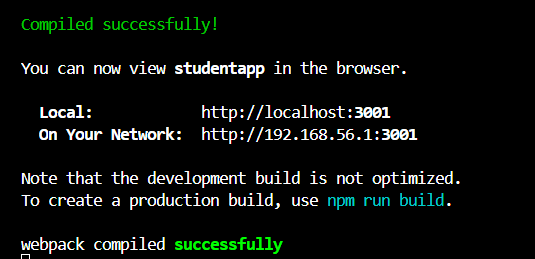 Compiled successfully!
You can now view studentapp in the browser.
Local: http://localhost:3001
On Your Network: http://192.168.56.1:3001
Note that the development build is not optimized.
To create a production build, use npm run build.
webpack compiled successfully